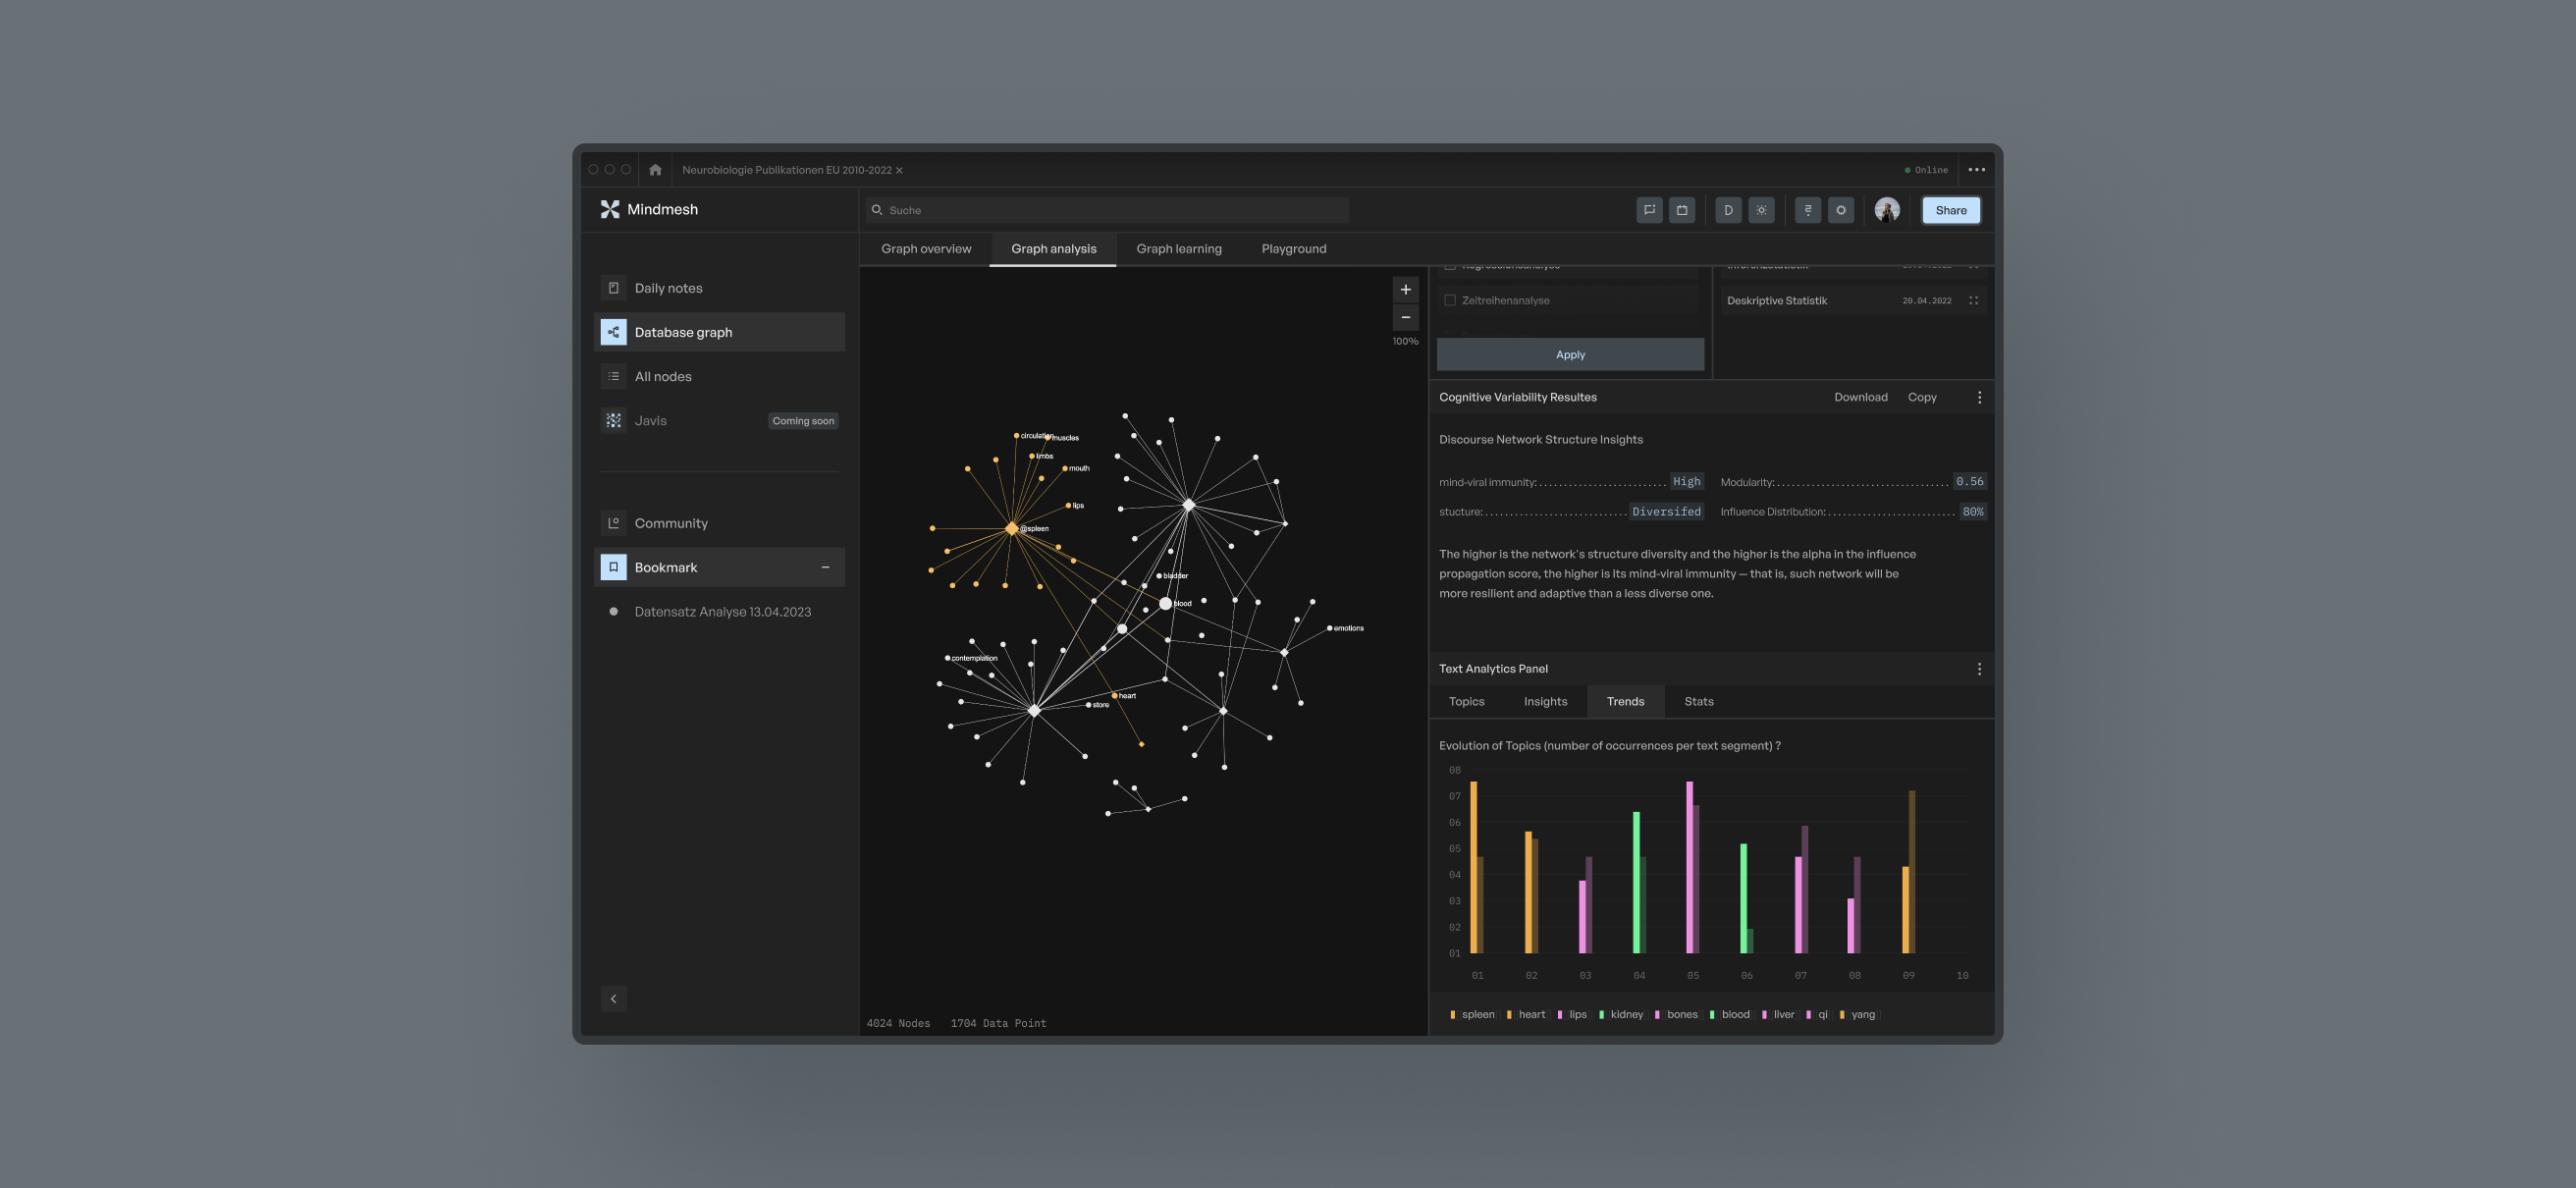 Neurobiologie Publikationen EU 2010-2022 ×
Online
Mindmesh
Suche
D
Share
Graph overview
Graph analysis
Graph learning
Playground
Daily notes
Database graph
All nodes
Javis
Coming soon
Community
Bookmark
Datensatz Analyse 13.04.2023
100%
muscles
limbs
mouth
lips
@spleen
bladder
blood
emotions
contemplation
heart
store
4024 Nodes
1704 Data Point
Zeitreihenanalyse
Apply
Deskriptive Statistik
20.04.2022
Cognitive Variability Resultes
Download
Copy
Discourse Network Structure Insights
mind-viral immunity: High
Modularity: 0.56
stucture: Diversifed
Influence Distribution: 80%
The higher is the network's structure diversity and the higher is the alpha in the influence
propagation score, the higher is its mind-viral immunity — that is, such network will be
more resilient and adaptive than a less diverse one.
Text Analytics Panel
Topics
Insights
Trends
Stats
Evolution of Topics (number of occurrences per text segment) ?
08
07
06
05
04
03
02
01
01 02 03 04 05 06 07 08 09 10
spleen heart lips kidney bones blood liver qi yang